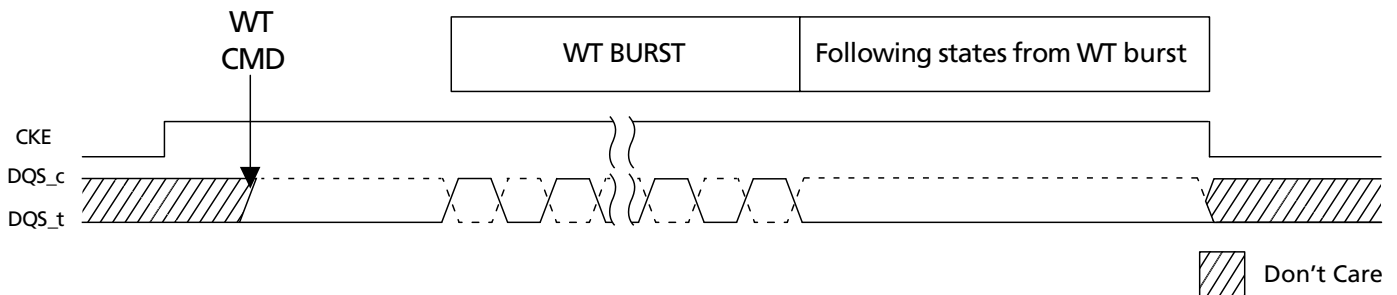 WT
CMD
WT BURST
Following states from WT burst
CKE
DQS_c
DQS_t
Don't Care